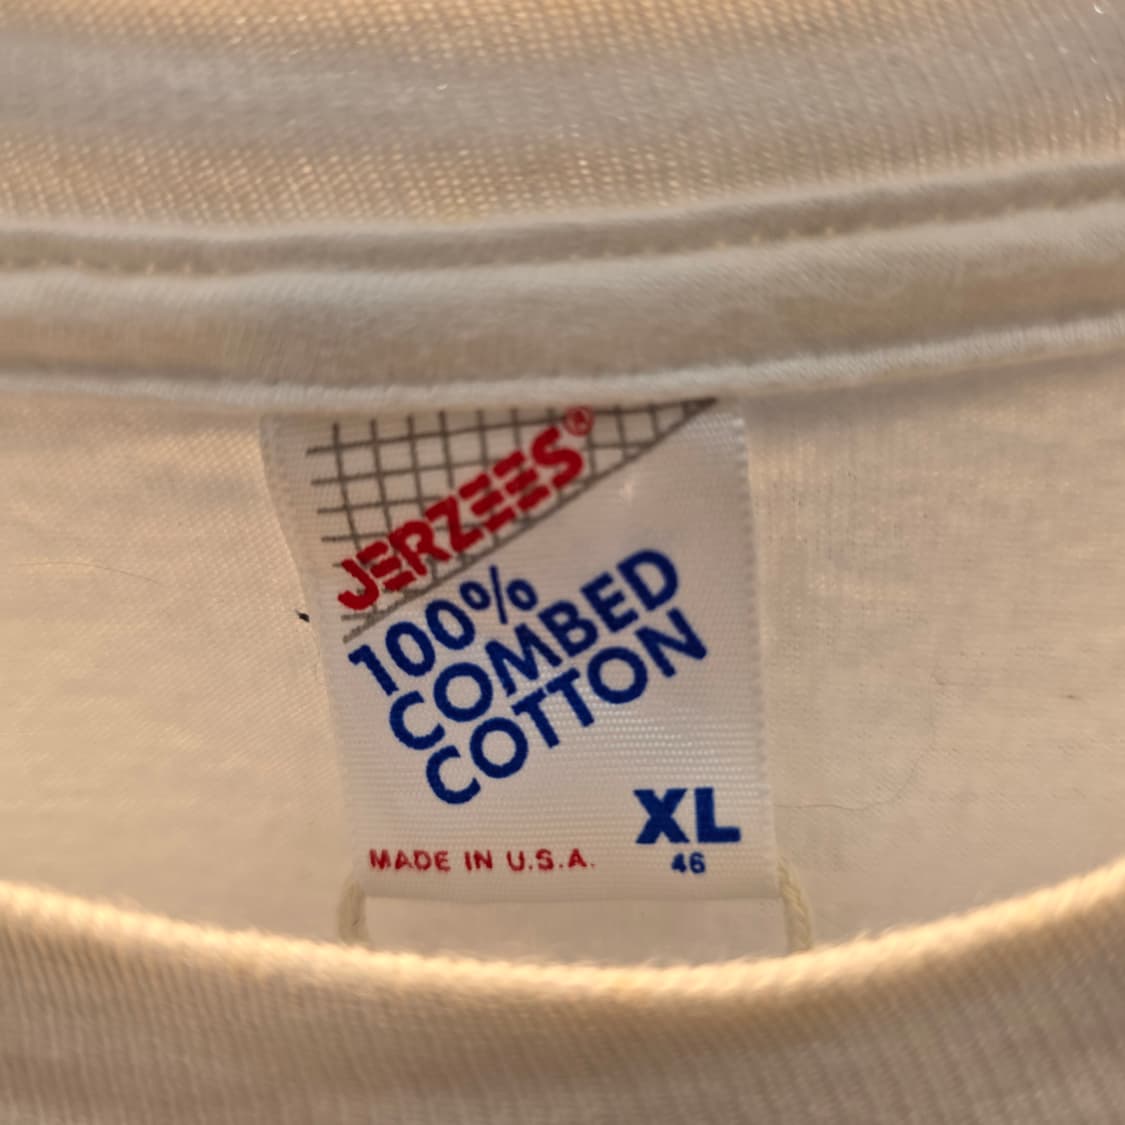 JERZEES®
100%
COMBED
COTTON
XL
46
MADE IN U.S.A.